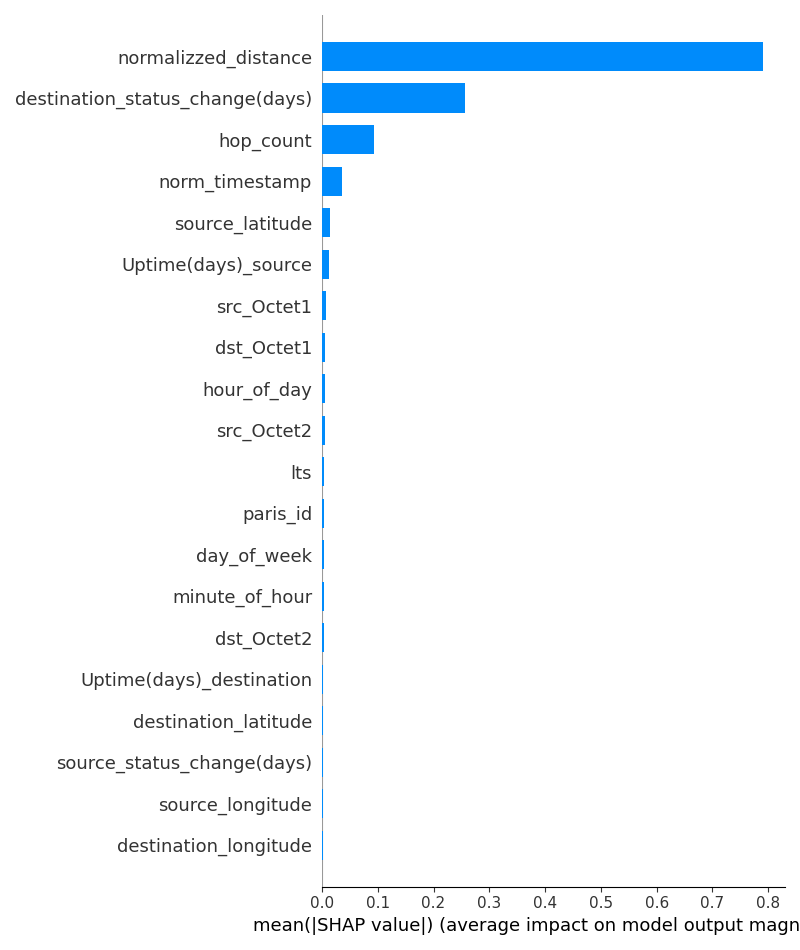 normalizzed_distance
destination_status_change(days)
hop_count
norm_timestamp
source_latitude
Uptime(days)_source
src_Octet1
dst_Octet1
hour_of_day
src_Octet2
lts
paris_id
day_of_week
minute_of_hour
dst_Octet2
Uptime(days)_destination
destination_latitude
source_status_change(days)
source_longitude
destination_longitude
0.0 0.1 0.2 0.3 0.4 0.5 0.6 0.7 0.8
mean(|SHAP value|) (average impact on model output magn